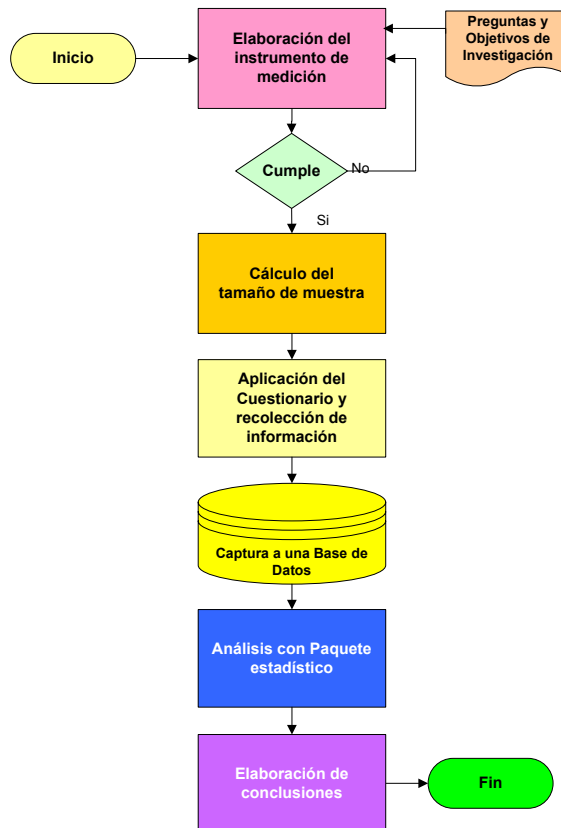 Inicio
Elaboración del
instrumento de
medición
Preguntas y
Objetivos de
Investigación
Cumple
No
Si
Cálculo del
tamaño de muestra
Aplicación del
Cuestionario y
recolección de
información
Captura a una Base de
Datos
Análisis con Paquete
estadístico
Elaboración de
conclusiones
Fin